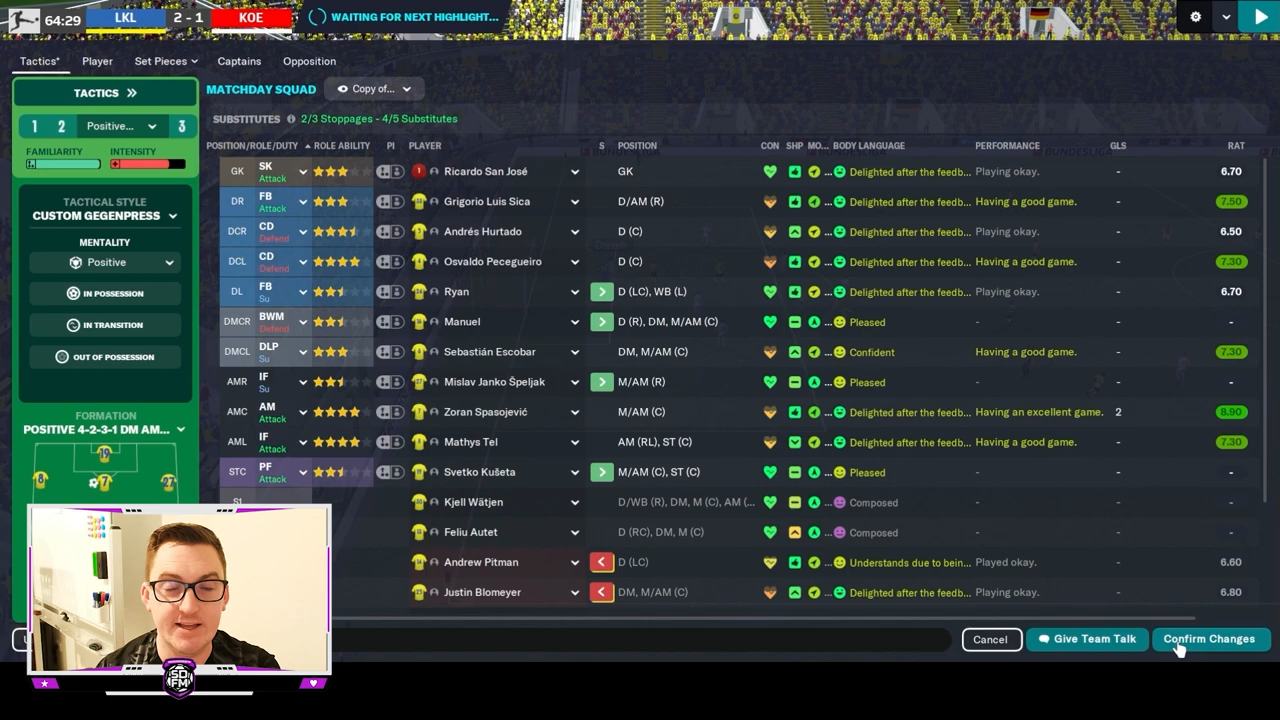 64:29 LKL 2 - 1 KOE WAITING FOR NEXT HIGHLIGHT...
Tactics* Player Set Pieces Captains Opposition
TACTICS
MATCHDAY SQUAD Copy of...
1 2 Positive... 3
SUBSTITUTES 2/3 Stoppages - 4/5 Substitutes
FAMILIARITY INTENSITY
POSITION/ROLE/DUTY ROLE ABILITY PI PLAYER S POSITION CON SHP MO... BODY LANGUAGE PERFORMANCE GLS RAT
GK SK Attack 1 Ricardo San José GK ... Delighted after the feedb... Playing okay. - 6.70
DR FB Attack Grigorio Luis Sica D/AM (R) ... Delighted after the feedb... Having a good game. - 7.50
DCR CD Defend Andrés Hurtado D (C) ... Delighted after the feedb... Playing okay. - 6.50
DCL CD Defend Osvaldo Pecegueiro D (C) ... Delighted after the feedb... Having a good game. - 7.30
DL FB Su Ryan D (LC), WB (L) ... Delighted after the feedb... Playing okay. - 6.70
DMCR BWM Defend Manuel D (R), DM, M/AM (C) ... Pleased - - -
DMCL DLP Su Sebastián Escobar DM, M/AM (C) ... Confident Having a good game. - 7.30
AMR IF Su Mislav Janko Špeljak M/AM (R) ... Pleased - - -
AMC AM Attack Zoran Spasojević M/AM (C) ... Delighted after the feedb... Having an excellent game. 2 8.90
AML IF Attack Mathys Tel AM (RL), ST (C) ... Delighted after the feedb... Having a good game. - 7.30
STC PF Attack Svetko Kušeta M/AM (C), ST (C) ... Pleased - - -
S1 Kjell Wätjen D/WB (R), DM, M (C), AM (... ... Composed - - -
Feliu Autet D (RC), DM, M (C) ... Composed - - -
Andrew Pitman D (LC) ... Understands due to bein... Played okay. - 6.60
Justin Blomeyer DM, M/AM (C) ... Delighted after the feedb... Playing okay. - 6.80
TACTICAL STYLE
CUSTOM GEGENPRESS
MENTALITY
Positive
IN POSSESSION
IN TRANSITION
OUT OF POSSESSION
FORMATION
POSITIVE 4-2-3-1 DM AM...
19
8 7 27
Cancel Give Team Talk Confirm Changes
SDFM